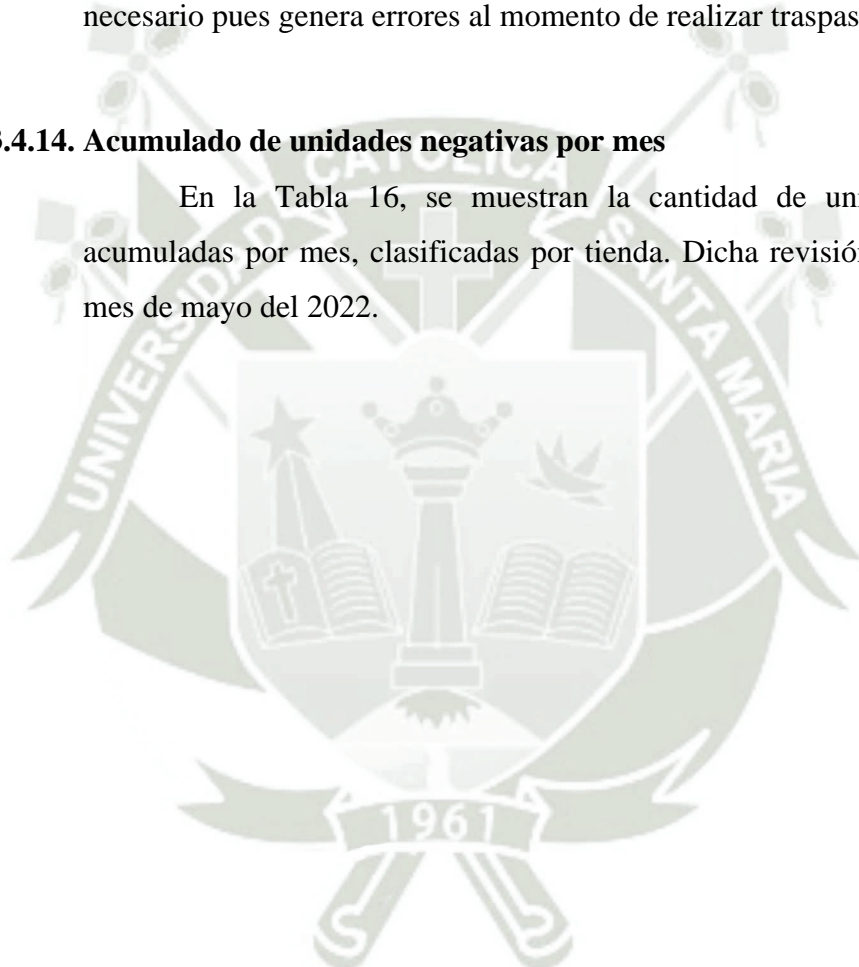 necesario pues genera errores al momento de realizar traspas
.4.14. Acumulado de unidades negativas por mes
En la Tabla 16, se muestran la cantidad de un
acumuladas por mes, clasificadas por tienda. Dicha revisión
mes de mayo del 2022.
UNIVERSIDAD CATOLICA SANTA MARIA
1961